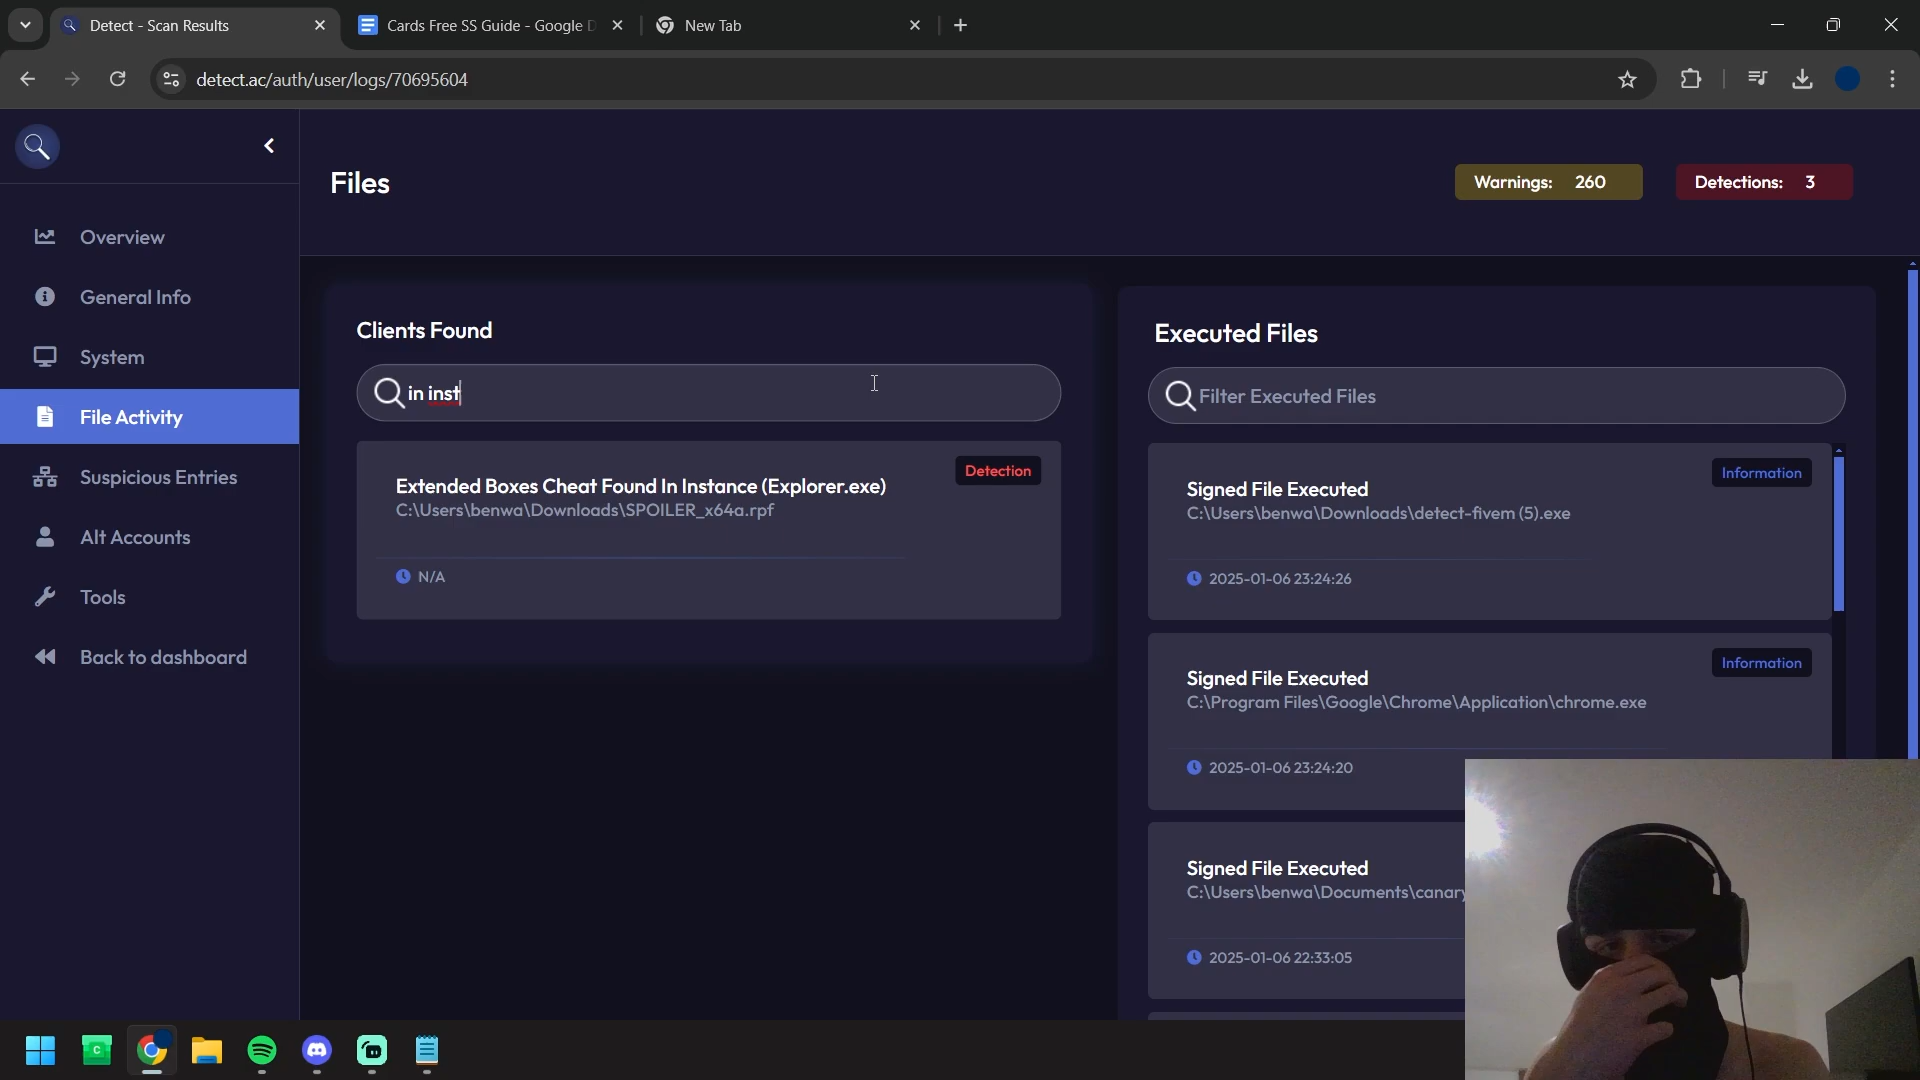 Detect - Scan Results
Cards Free SS Guide - Google D
New Tab
detect.ac/auth/user/logs/70695604
Files
Warnings: 260
Detections: 3
Overview
General Info
System
File Activity
Suspicious Entries
Alt Accounts
Tools
Back to dashboard
Clients Found
in inst
Detection
Extended Boxes Cheat Found In Instance (Explorer.exe)
C:\Users\benwa\Downloads\SPOILER_x64a.rpf
N/A
Executed Files
Filter Executed Files
Information
Signed File Executed
C:\Users\benwa\Downloads\detect-fivem (5).exe
2025-01-06 23:24:26
Information
Signed File Executed
C:\Program Files\Google\Chrome\Application\chrome.exe
2025-01-06 23:24:20
Signed File Executed
C:\Users\benwa\Documents\canary
2025-01-06 22:33:05